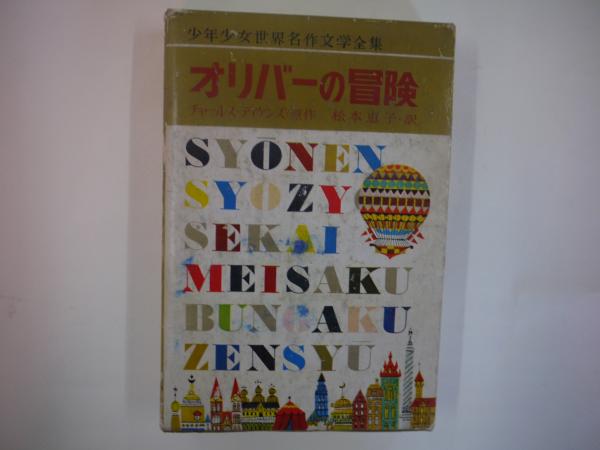 少年少女世界名作文学全集
オリバーの冒険
チャールズ・ディケンズ・原作 松本恵子・訳
SYŌNEN
SYŌZY
SEKAI
MEISAKU
BUNGAKU
ZENSYŪ